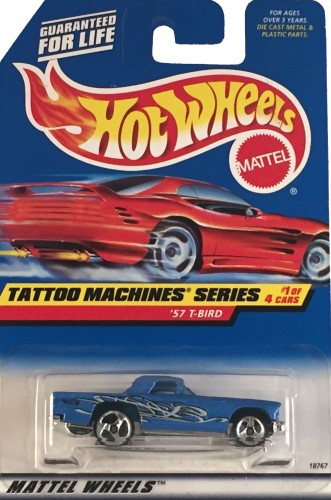 GUARANTEED
FOR LIFE
FOR AGES
OVER 3 YEARS.
DIE CAST METAL &
PLASTIC PARTS.
HOT WHEELS
MATTEL
®
TATTOO MACHINES® SERIES
#1 OF
4 CARS
'57 T-BIRD
18767
MATTEL WHEELS™